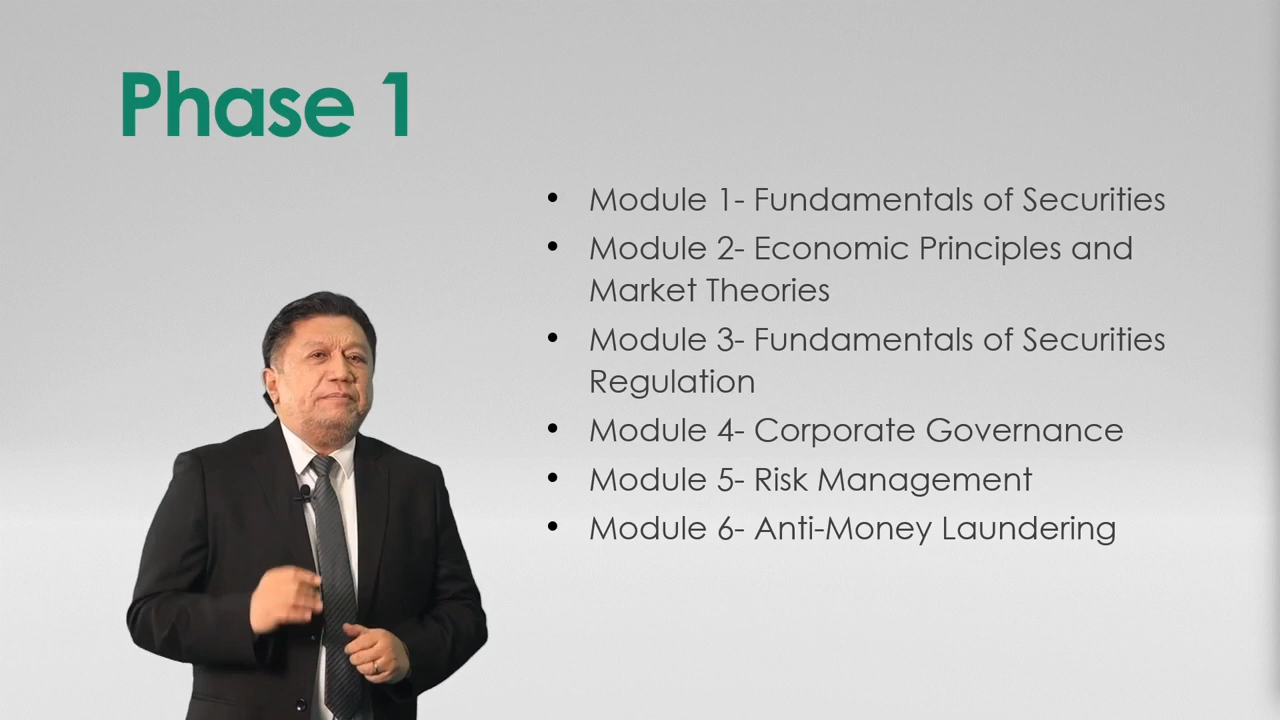 Phase 1
• Module 1- Fundamentals of Securities
• Module 2- Economic Principles and
Market Theories
• Module 3- Fundamentals of Securities
Regulation
• Module 4- Corporate Governance
• Module 5- Risk Management
• Module 6- Anti-Money Laundering